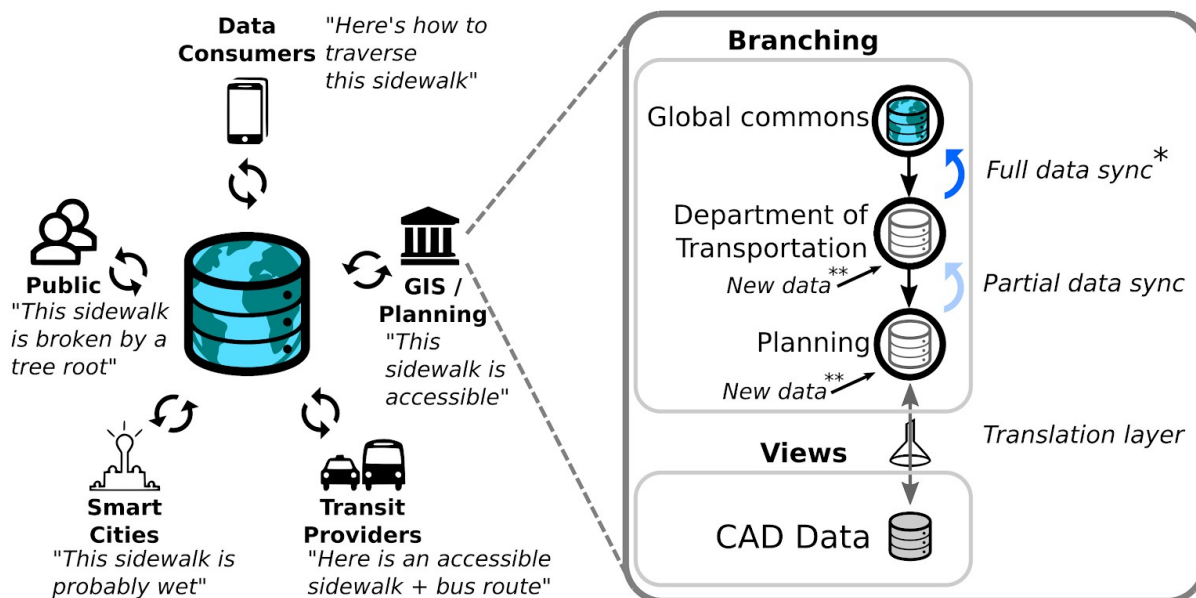 Data
Consumers
"Here's how to
traverse
this sidewalk"
Public
"This sidewalk
is broken by a
tree root"
GIS /
Planning
"This
sidewalk is
accessible"
Smart
Cities
"This sidewalk is
probably wet"
Transit
Providers
"Here is an accessible
sidewalk + bus route"
Branching
Global commons
Full data sync*
Department of
Transportation
New data**
Partial data sync
Planning
New data**
Translation layer
Views
CAD Data